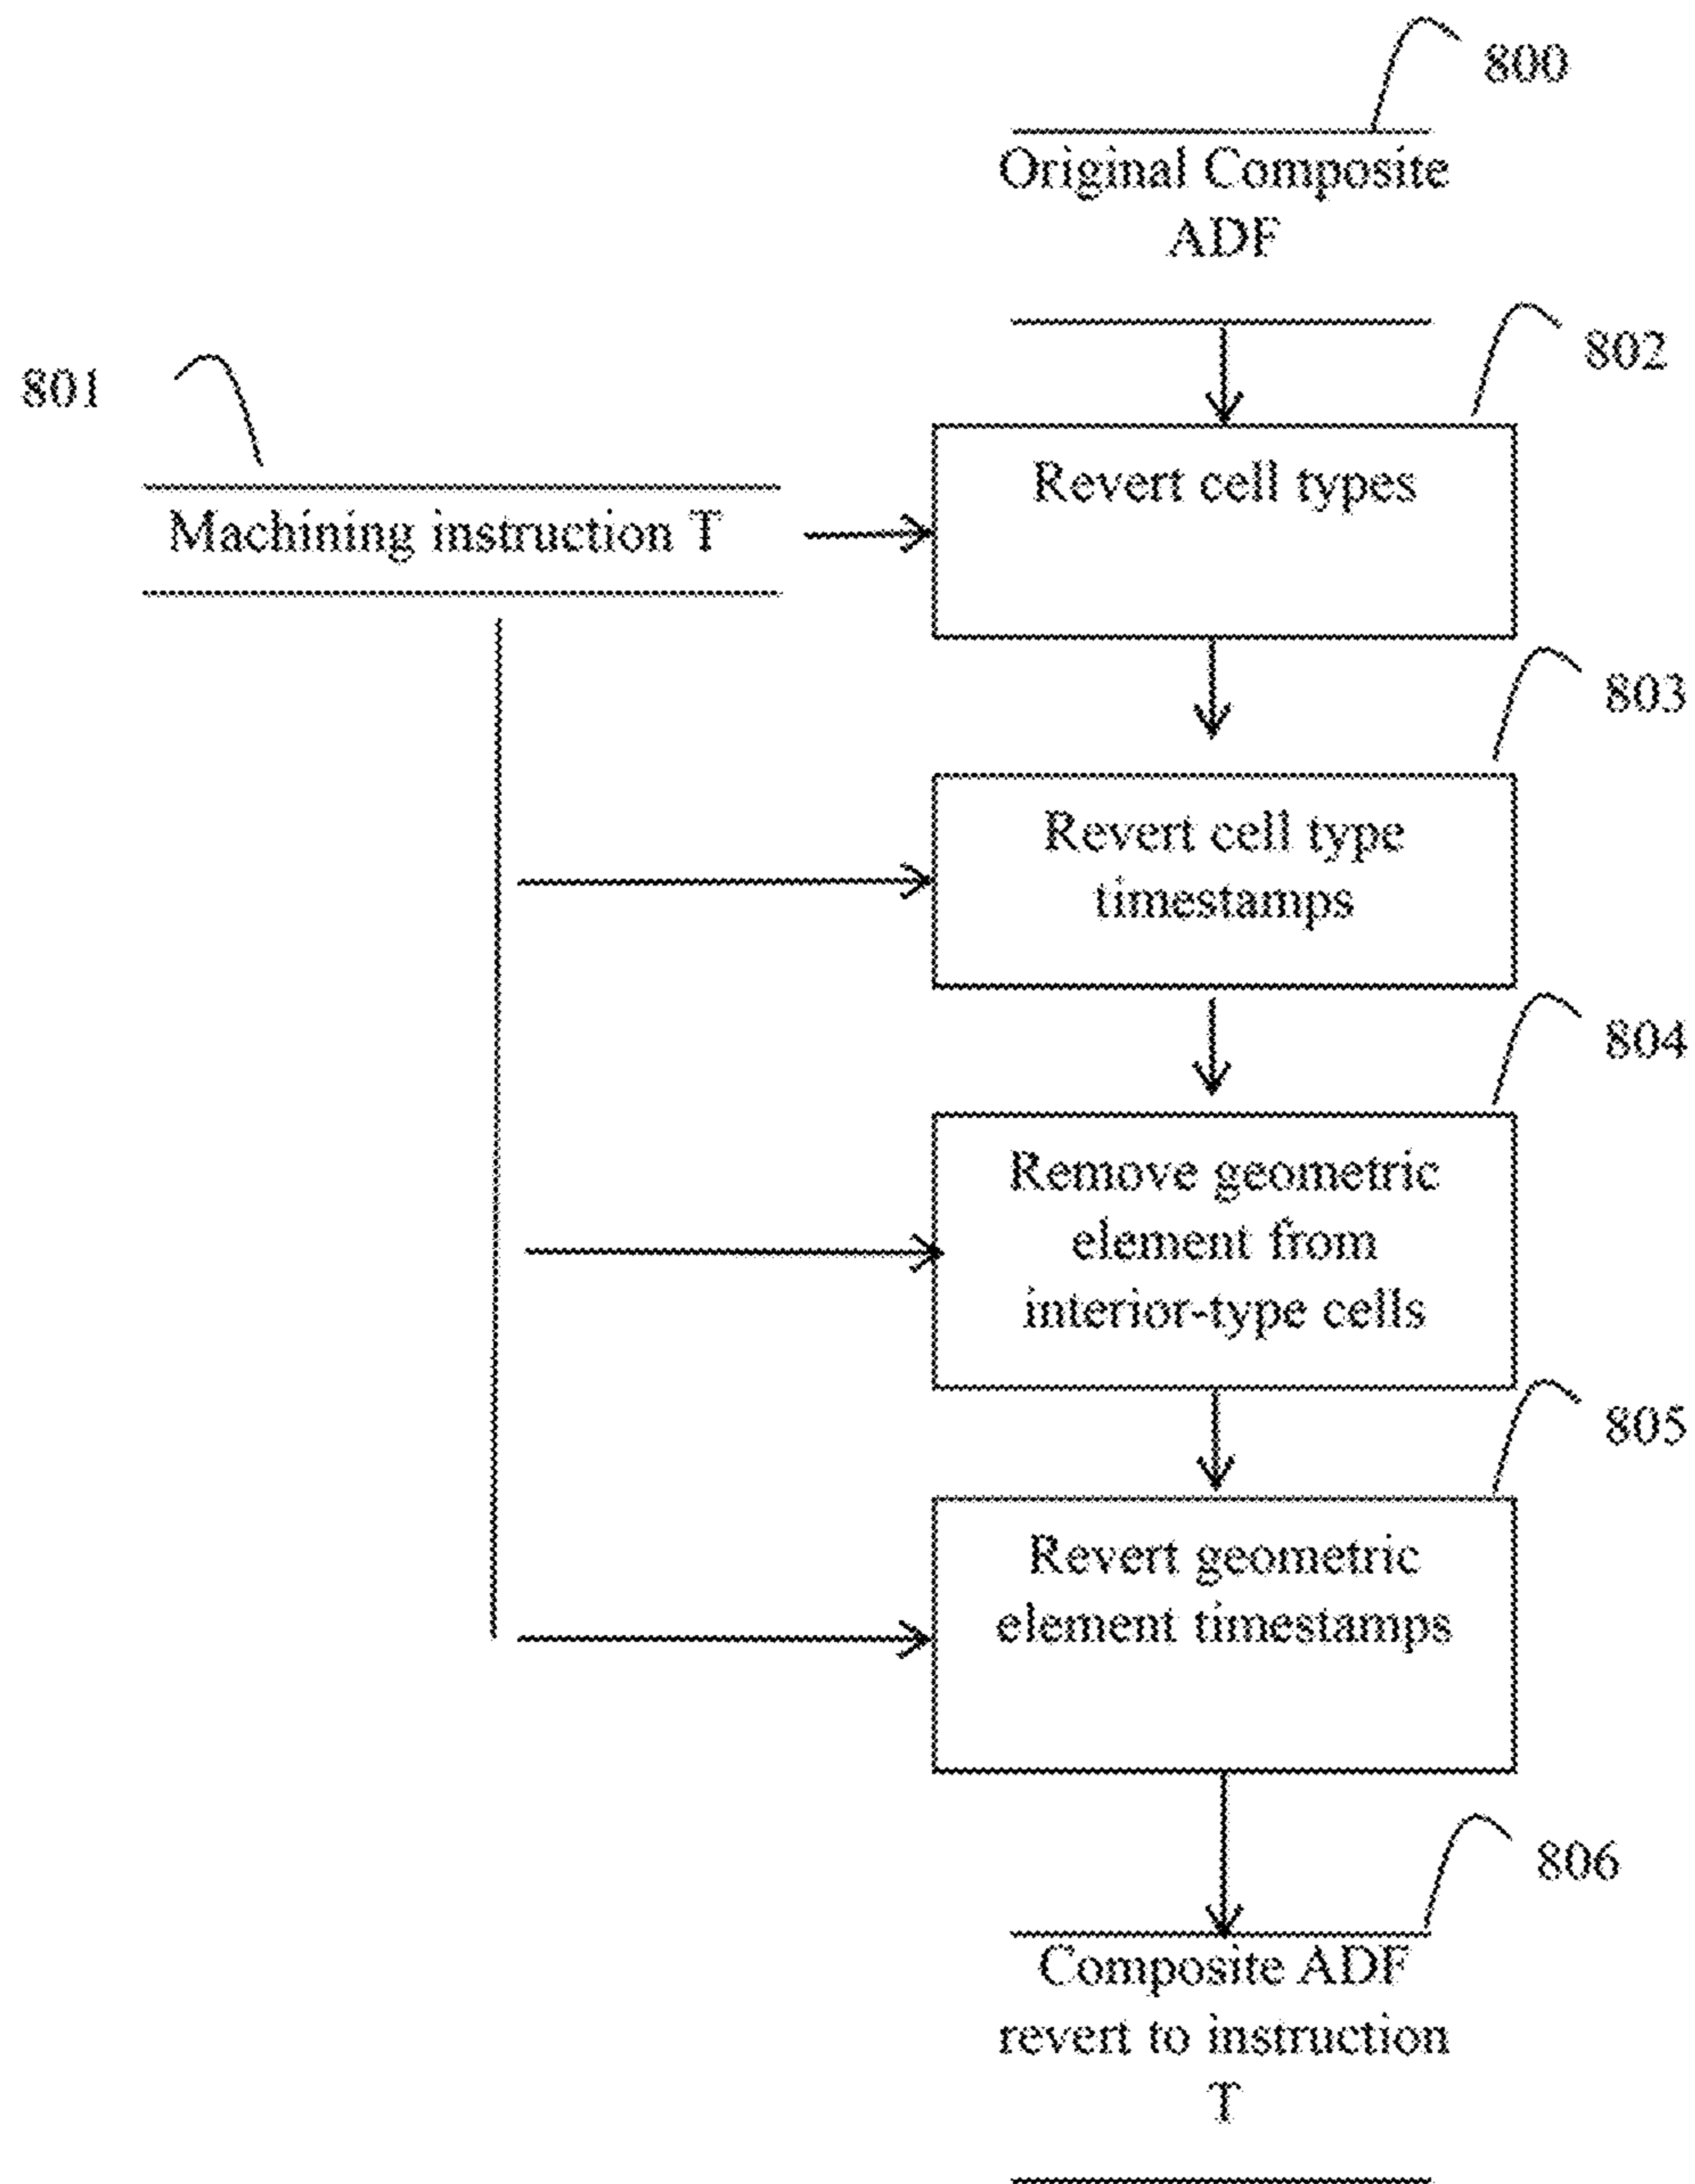 800
Original Composite
ADF
802
801
Revert cell types
Machining instruction T
803
Revert cell type
timestamps
804
Remove geometric
element from
interior-type cells
805
Revert geometric
element timestamps
806
Composite ADF
revert to instruction
T